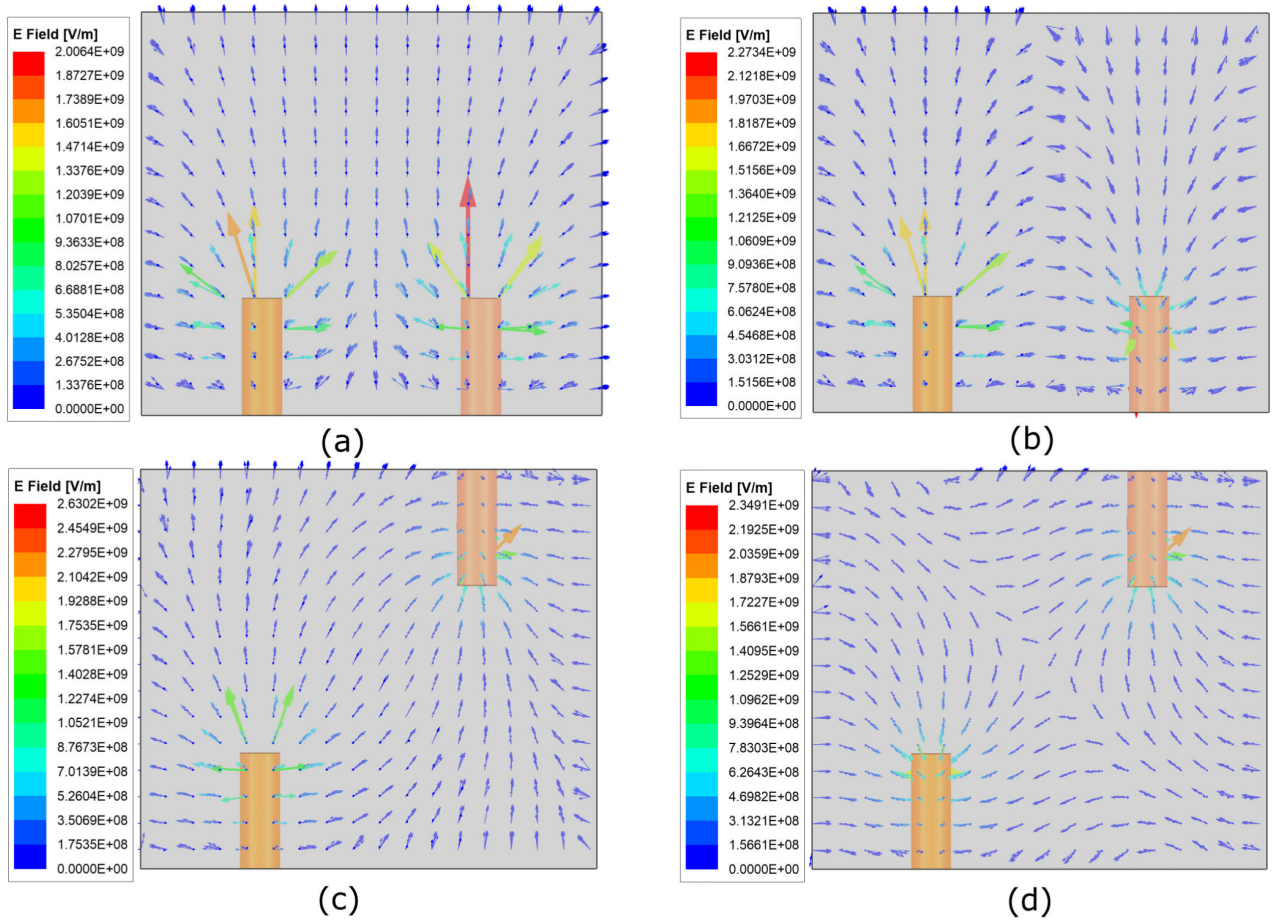 E Field [V/m]
2.0064E+09
1.8727E+09
1.7389E+09
1.6051E+09
1.4714E+09
1.3376E+09
1.2039E+09
1.0701E+09
9.3633E+08
8.0257E+08
6.6881E+08
5.3504E+08
4.0128E+08
2.6752E+08
1.3376E+08
0.0000E+00
(a)
E Field [V/m]
2.2734E+09
2.1218E+09
1.9703E+09
1.8187E+09
1.6672E+09
1.5156E+09
1.3640E+09
1.2125E+09
1.0609E+09
9.0936E+08
7.5780E+08
6.0624E+08
4.5468E+08
3.0312E+08
1.5156E+08
0.0000E+00
(b)
E Field [V/m]
2.6302E+09
2.4549E+09
2.2795E+09
2.1042E+09
1.9288E+09
1.7535E+09
1.5781E+09
1.4028E+09
1.2274E+09
1.0521E+09
8.7673E+08
7.0139E+08
5.2604E+08
3.5069E+08
1.7535E+08
0.0000E+00
(c)
E Field [V/m]
2.3491E+09
2.1925E+09
2.0359E+09
1.8793E+09
1.7227E+09
1.5661E+09
1.4095E+09
1.2529E+09
1.0962E+09
9.3964E+08
7.8303E+08
6.2643E+08
4.6982E+08
3.1321E+08
1.5661E+08
0.0000E+00
(d)